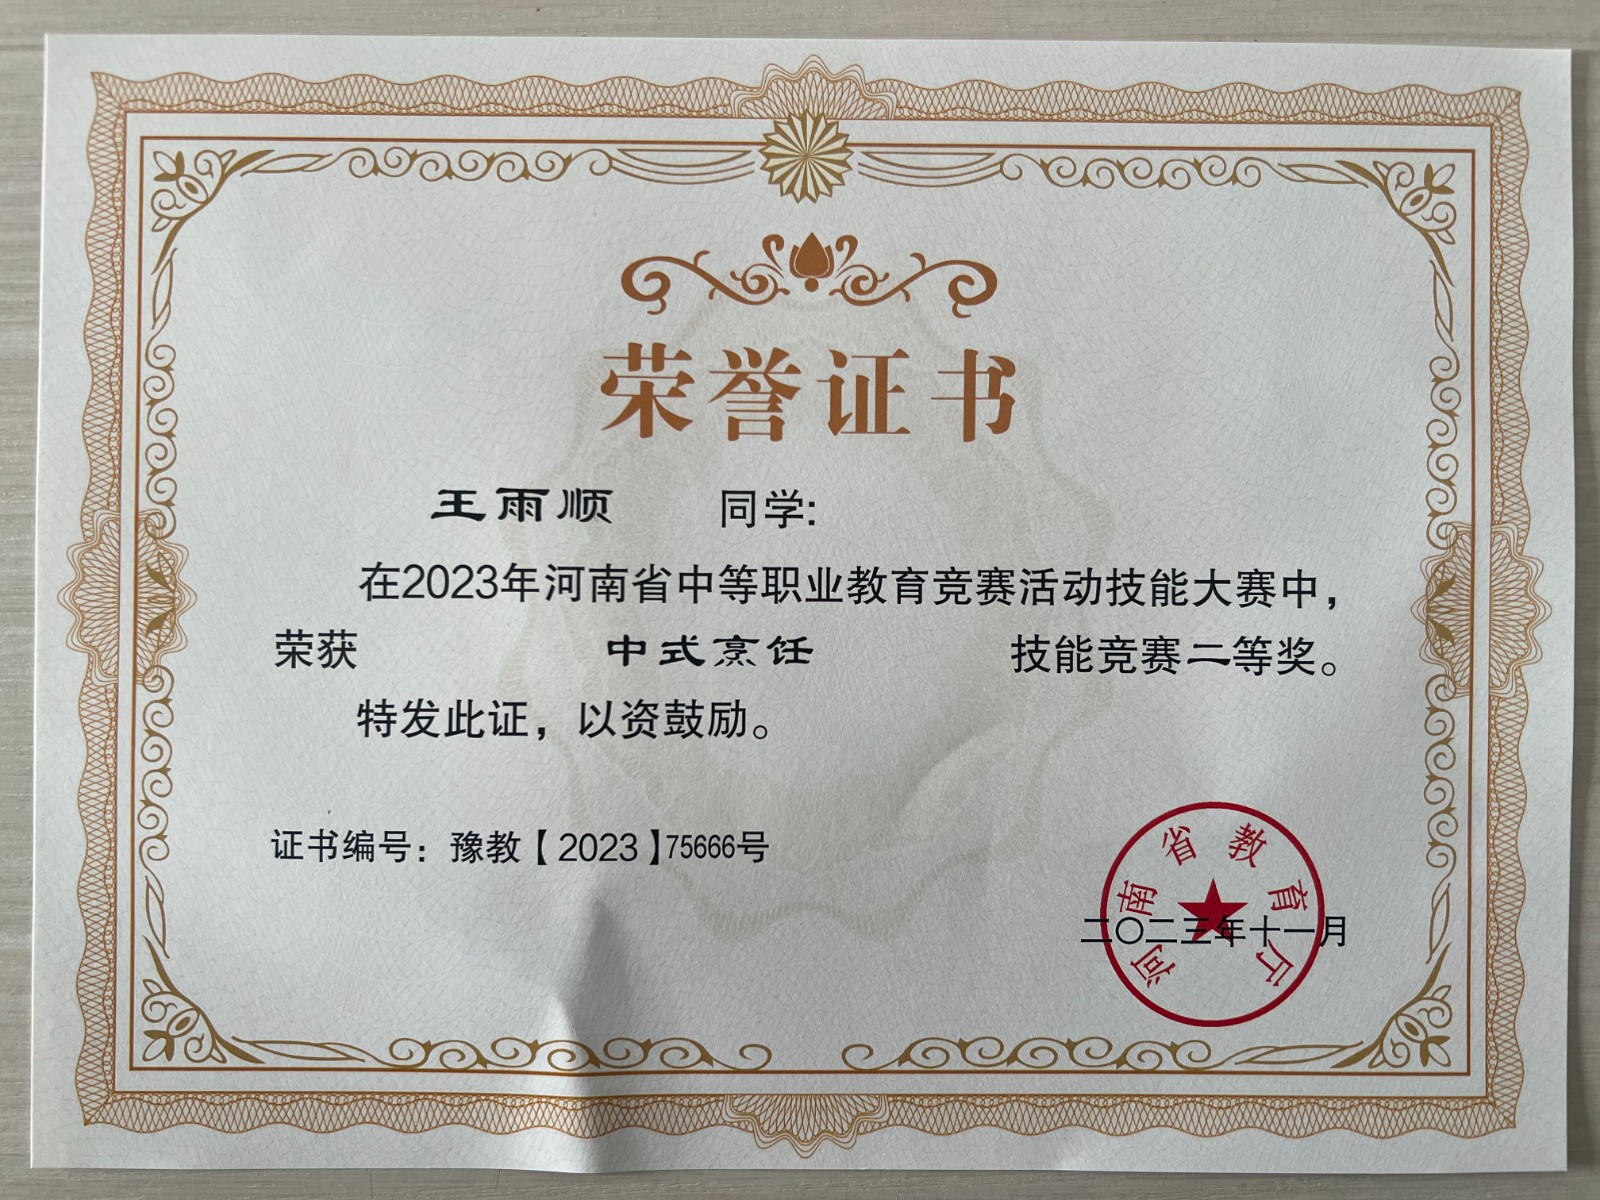 荣誉证书
王雨顺 同学:
在2023年河南省中等职业教育竞赛活动技能大赛中，
荣获 中式烹饪 技能竞赛二等奖。
特发此证，以资鼓励。
证书编号：豫教【2023】75666号
河南省教育厅
二〇二三年十一月